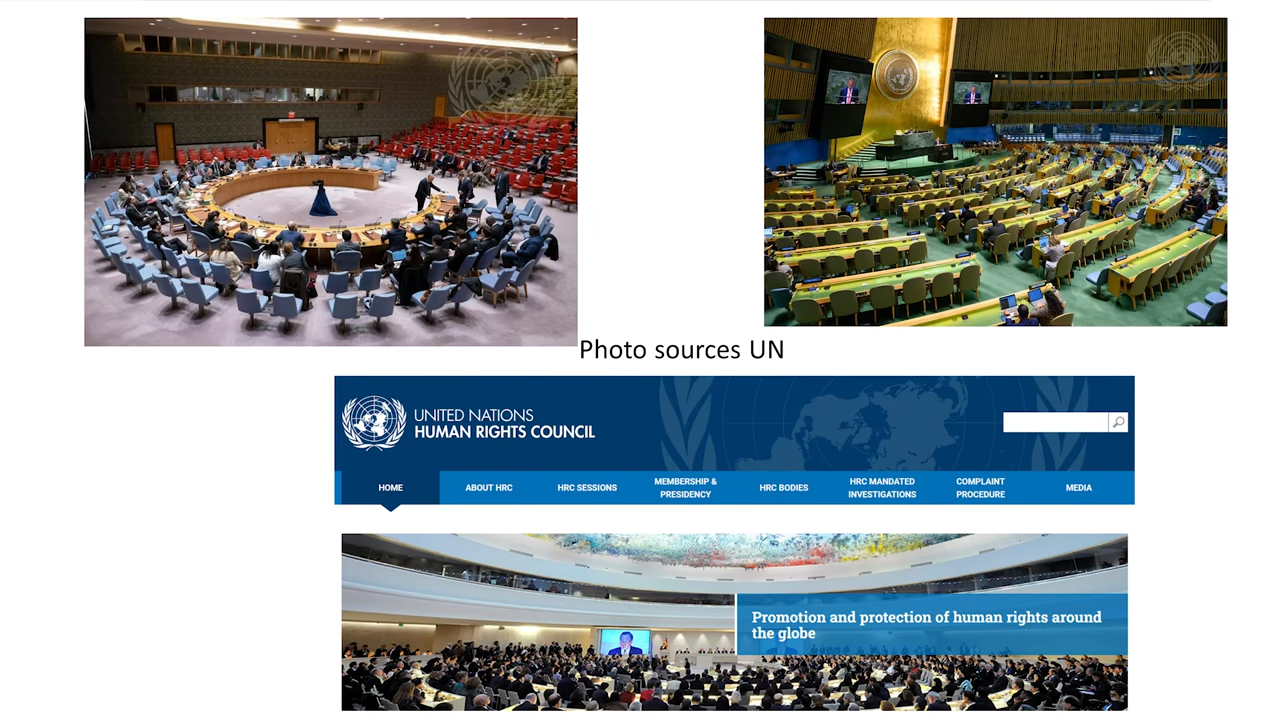 Photo sources UN
UNITED NATIONS
HUMAN RIGHTS COUNCIL
HOME
ABOUT HRC
HRC SESSIONS
MEMBERSHIP &
PRESIDENCY
HRC BODIES
HRC MANDATED
INVESTIGATIONS
COMPLAINT
PROCEDURE
MEDIA
Promotion and protection of human rights around
the globe